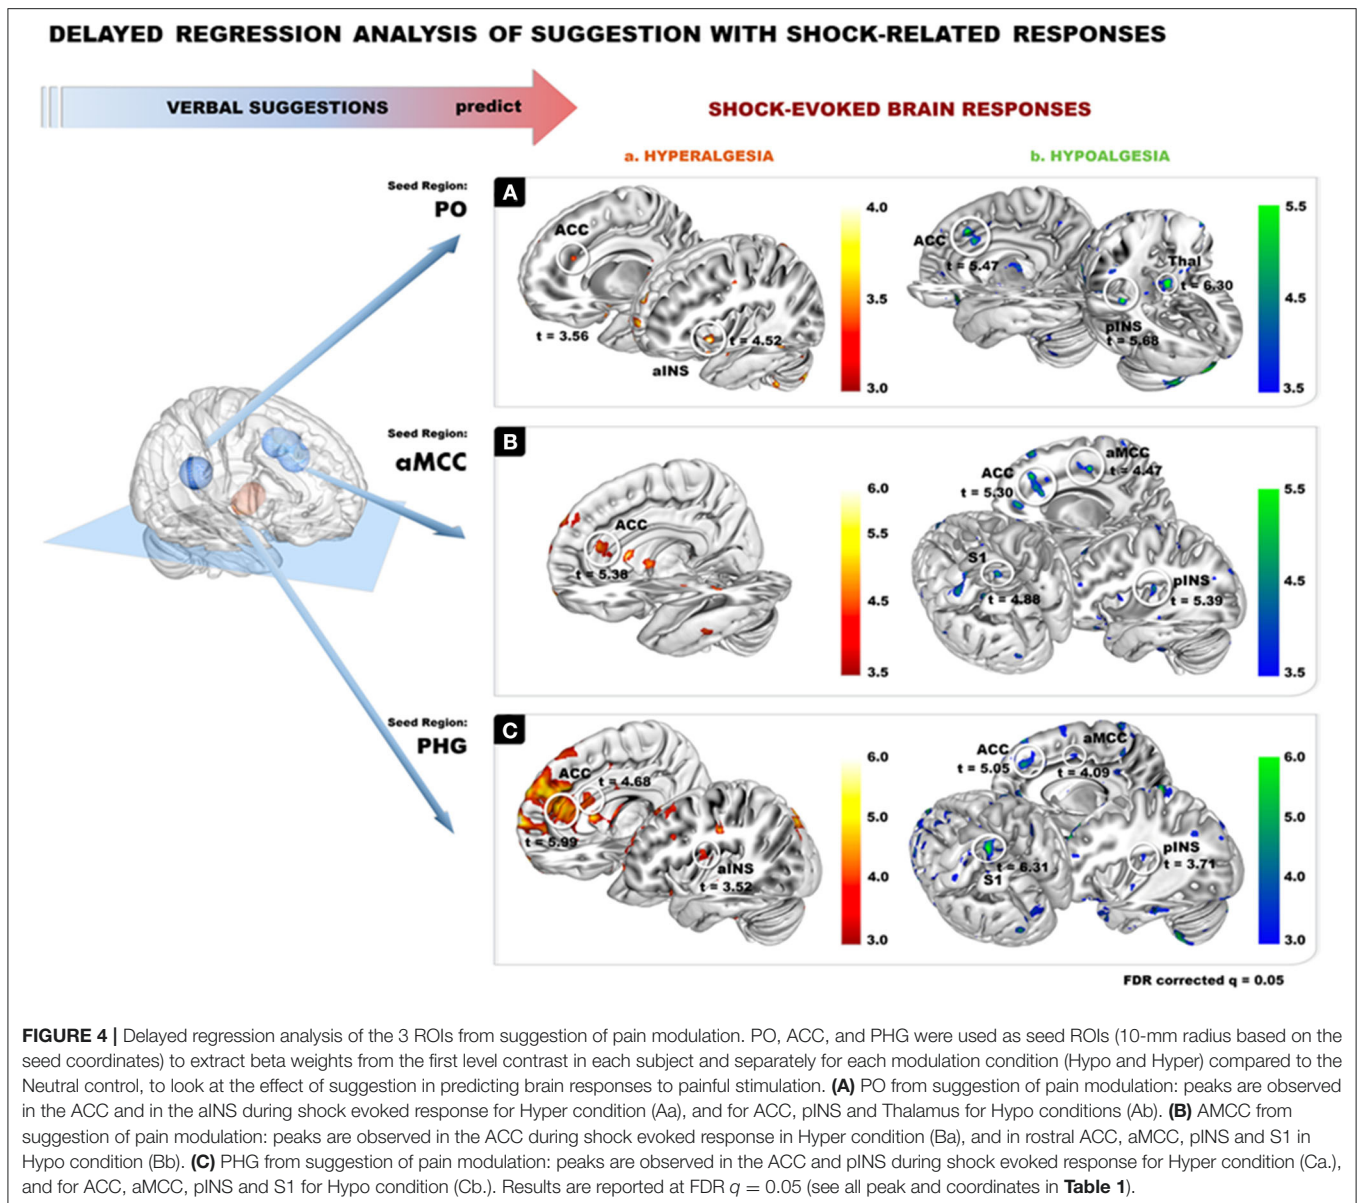 DELAYED REGRESSION ANALYSIS OF SUGGESTION WITH SHOCK-RELATED RESPONSES
VERBAL SUGGESTIONS predict
SHOCK-EVOKED BRAIN RESPONSES
a. HYPERALGESIA
b. HYPOALGESIA
Seed Region:
PO
A
ACC
t = 3.56
aINS
t = 4.52
4.0
3.5
3.0
ACC
t = 5.47
Thal
t = 6.30
pINS
t = 5.68
5.5
4.5
3.5
Seed Region:
aMCC
B
ACC
t = 5.38
6.0
5.5
4.5
3.5
ACC
t = 5.30
aMCC
t = 4.47
S1
t = 4.88
pINS
t = 5.39
5.5
4.5
3.5
Seed Region:
PHG
C
ACC
t = 4.68
t = 5.99
aINS
t = 3.52
6.0
5.0
4.0
3.0
ACC
t = 5.05
aMCC
t = 4.09
S1
t = 6.31
pINS
t = 3.71
6.0
5.0
4.0
3.0
FDR corrected q = 0.05
FIGURE 4 | Delayed regression analysis of the 3 ROIs from suggestion of pain modulation. PO, ACC, and PHG were used as seed ROIs (10-mm radius based on the
seed coordinates) to extract beta weights from the first level contrast in each subject and separately for each modulation condition (Hypo and Hyper) compared to the
Neutral control, to look at the effect of suggestion in predicting brain responses to painful stimulation. (A) PO from suggestion of pain modulation: peaks are observed
in the ACC and in the aINS during shock evoked response for Hyper condition (Aa), and for ACC, pINS and Thalamus for Hypo conditions (Ab). (B) AMCC from
suggestion of pain modulation: peaks are observed in the ACC during shock evoked response in Hyper condition (Ba), and in rostral ACC, aMCC, pINS and S1 in
Hypo condition (Bb). (C) PHG from suggestion of pain modulation: peaks are observed in the ACC and pINS during shock evoked response for Hyper condition (Ca.),
and for ACC, aMCC, pINS and S1 for Hypo condition (Cb.). Results are reported at FDR q = 0.05 (see all peak and coordinates in Table 1).